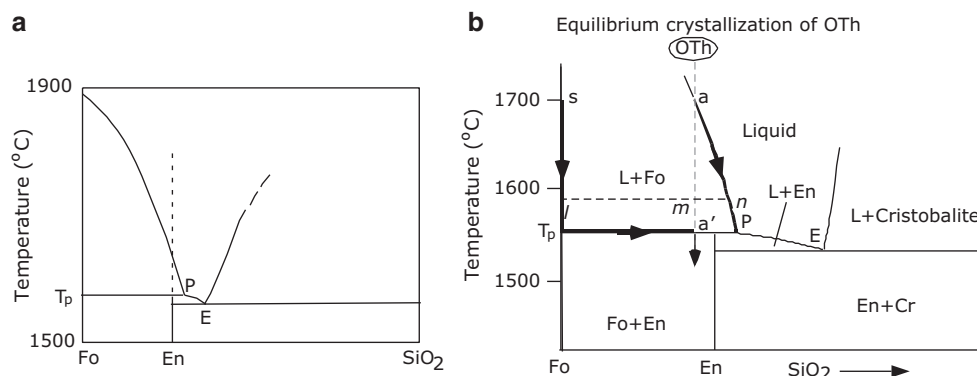 a
1900
Temperature (°C)
Tp
P
E
1500
Fo
En
SiO2
b
Equilibrium crystallization of OTh
OTh
1700
s
a
Liquid
L+Fo
Temperature (°C)
1600
l
m
n
L+En
P
E
L+Cristobalite
Tp
a'
1500
Fo+En
En+Cr
Fo
En
SiO2